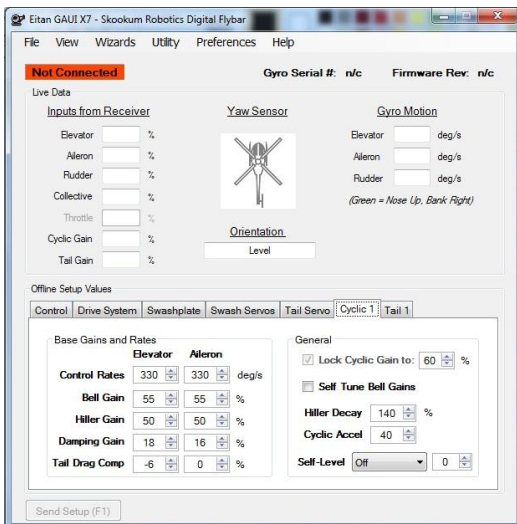 Eitan GAUI X7 - Skookum Robotics Digital Flybar
File View Wizards Utility Preferences Help
Not Connected Gyro Serial #: n/c Firmware Rev: n/c
Live Data
Inputs from Receiver Yaw Sensor Gyro Motion
Elevator % Elevator deg/s
Aileron % Aileron deg/s
Rudder % Rudder deg/s
Collective % (Green = Nose Up, Bank Right)
Throttle %
Cyclic Gain % Orientation
Tail Gain % Level
Offline Setup Values
Control Drive System Swashplate Swash Servos Tail Servo Cyclic 1 Tail 1
Base Gains and Rates General
Elevator Aileron Lock Cyclic Gain to: 60 %
Control Rates 330 330 deg/s Self Tune Bell Gains
Bell Gain 55 55 % Hiller Decay 140 %
Hiller Gain 50 50 % Cyclic Accel 40
Damping Gain 18 16 %
Tail Drag Comp -6 0 % Self-Level Off 0
Send Setup (F1)